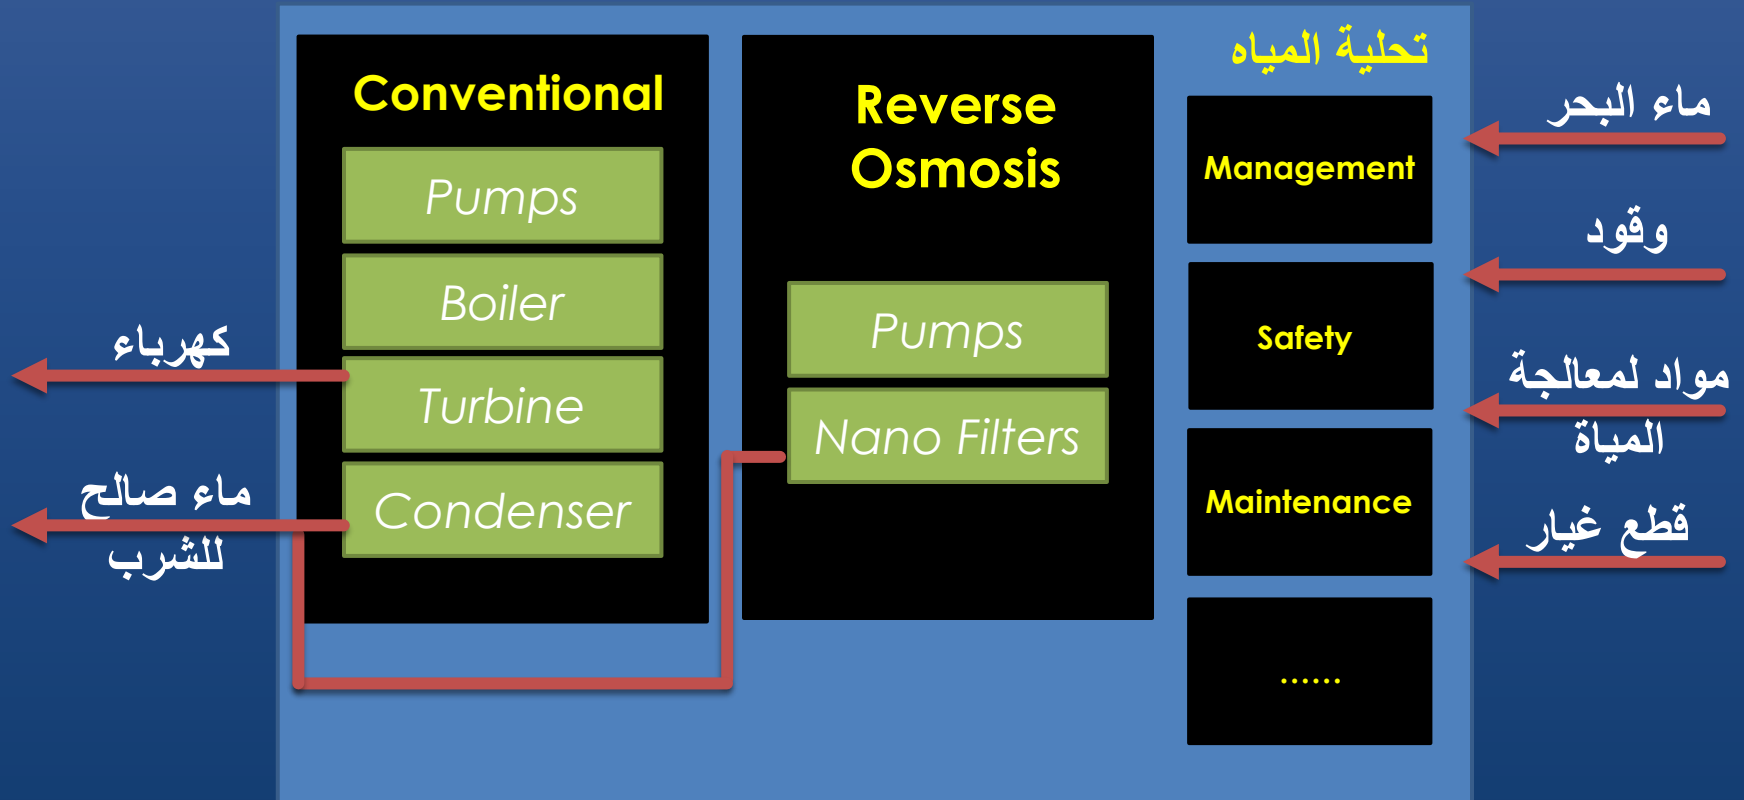 تحلية المياه
Conventional
Pumps
Boiler
Turbine
Condenser
Reverse
Osmosis
Pumps
Nano Filters
Management
Safety
Maintenance
......
ماء البحر
وقود
مواد لمعالجة
المياة
قطع غيار
كهرباء
ماء صالح
للشرب